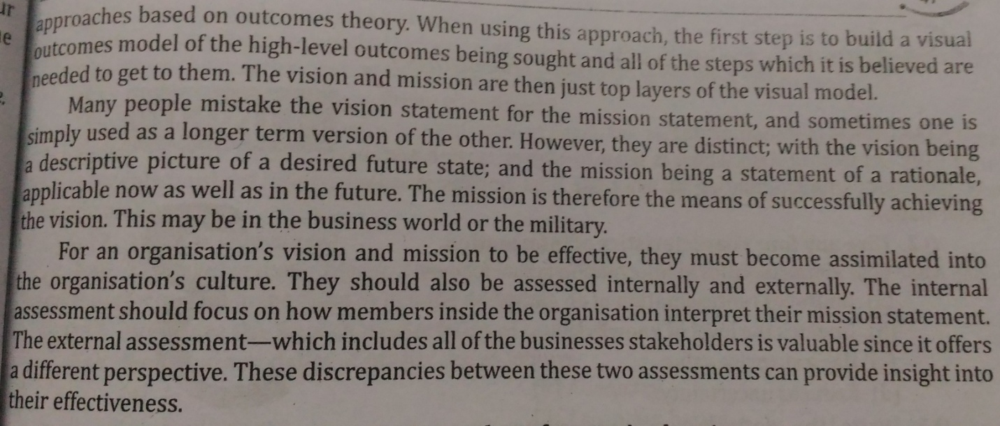 ur
approaches based on outcomes theory. When using this approach, the first step is to build a visual
outcomes model of the high-level outcomes being sought and all of the steps which it is believed are
needed to get to them. The vision and mission are then just top layers of the visual model.
Many people mistake the vision statement for the mission statement, and sometimes one is
simply used as a longer term version of the other. However, they are distinct; with the vision being
a descriptive picture of a desired future state; and the mission being a statement of a rationale,
applicable now as well as in the future. The mission is therefore the means of successfully achieving
the vision. This may be in the business world or the military.
For an organisation's vision and mission to be effective, they must become assimilated into
the organisation's culture. They should also be assessed internally and externally. The internal
assessment should focus on how members inside the organisation interpret their mission statement.
The external assessment—which includes all of the businesses stakeholders is valuable since it offers
a different perspective. These discrepancies between these two assessments can provide insight into
their effectiveness.